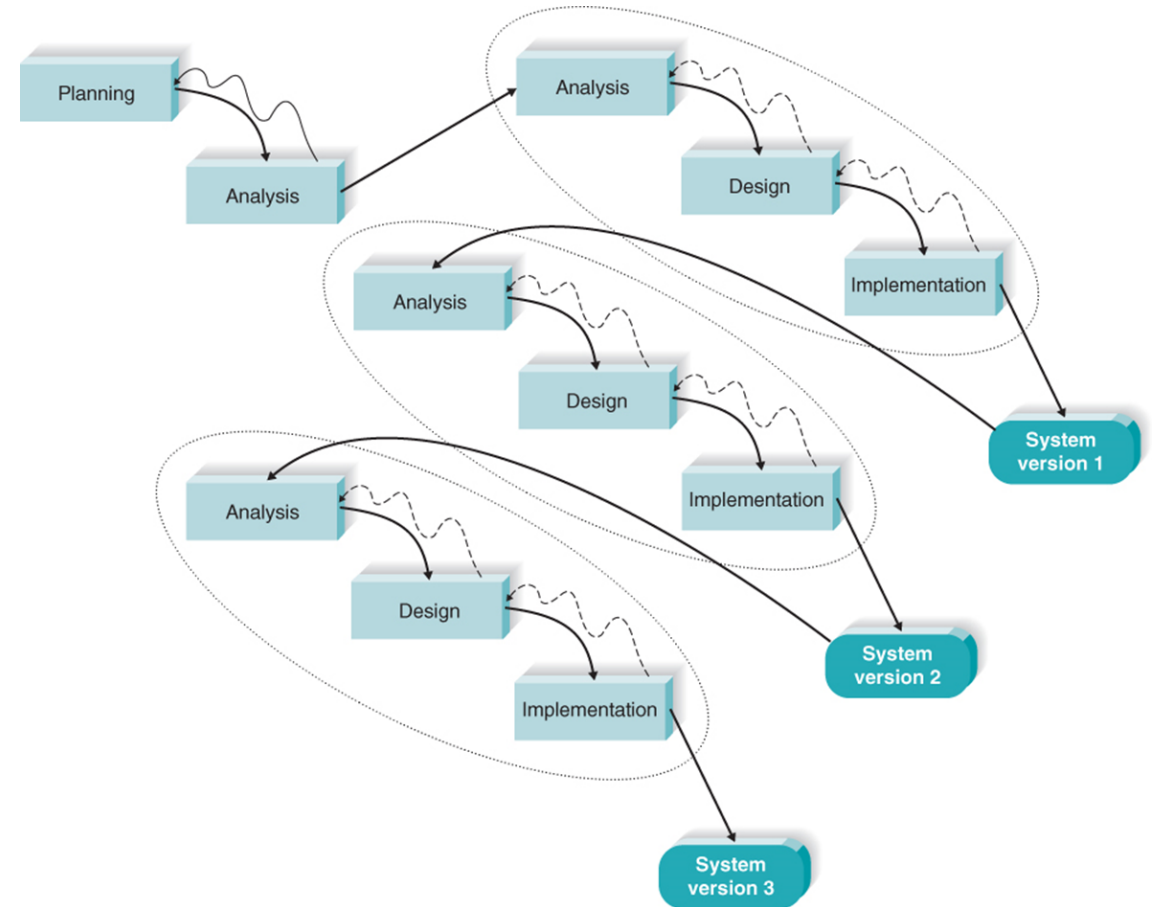 Planning
Analysis
Analysis
Design
Implementation
System
version 1
Analysis
Design
Implementation
System
version 2
Analysis
Design
Implementation
System
version 3